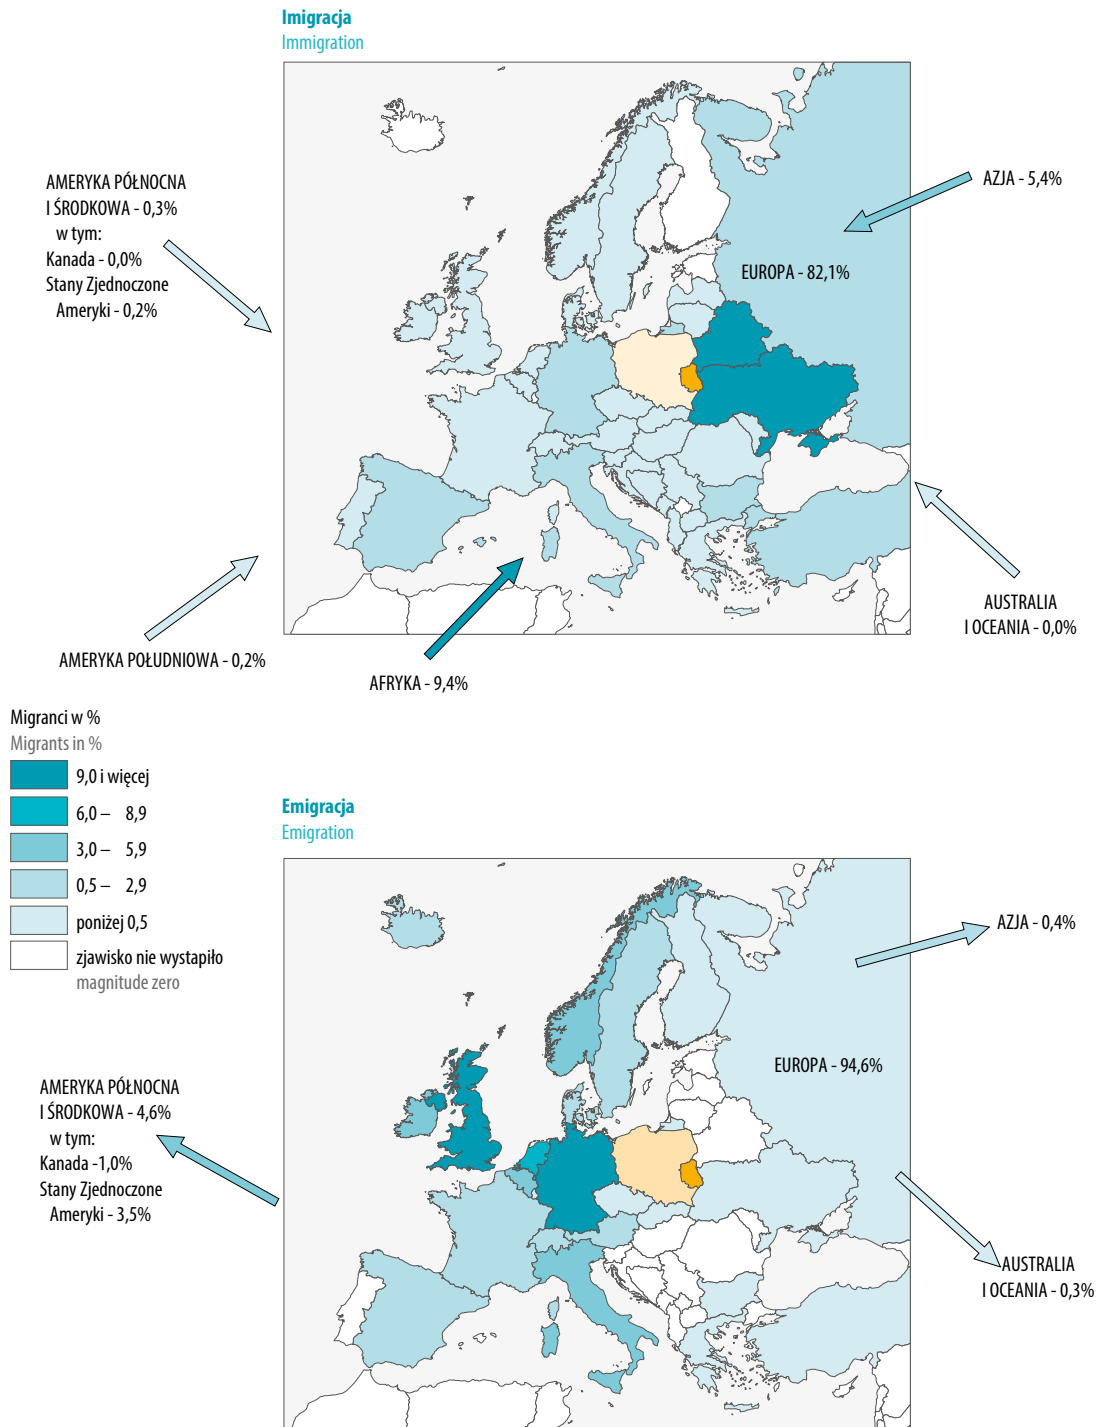 Imigracja
Immigration
AMERYKA PÓŁNOCNA
I ŚRODKOWA - 0,3%
w tym:
Kanada - 0,0%
Stany Zjednoczone
Ameryki - 0,2%
AZJA - 5,4%
EUROPA - 82,1%
AUSTRALIA
I OCEANIA - 0,0%
AMERYKA POŁUDNIOWA - 0,2%
AFRYKA - 9,4%
Migranci w %
Migrants in %
9,0 i więcej
6,0 – 8,9
3,0 – 5,9
0,5 – 2,9
poniżej 0,5
zjawisko nie wystapiło
magnitude zero
Emigracja
Emigration
AZJA - 0,4%
EUROPA - 94,6%
AMERYKA PÓŁNOCNA
I ŚRODKOWA - 4,6%
w tym:
Kanada -1,0%
Stany Zjednoczone
Ameryki - 3,5%
AUSTRALIA
I OCEANIA - 0,3%